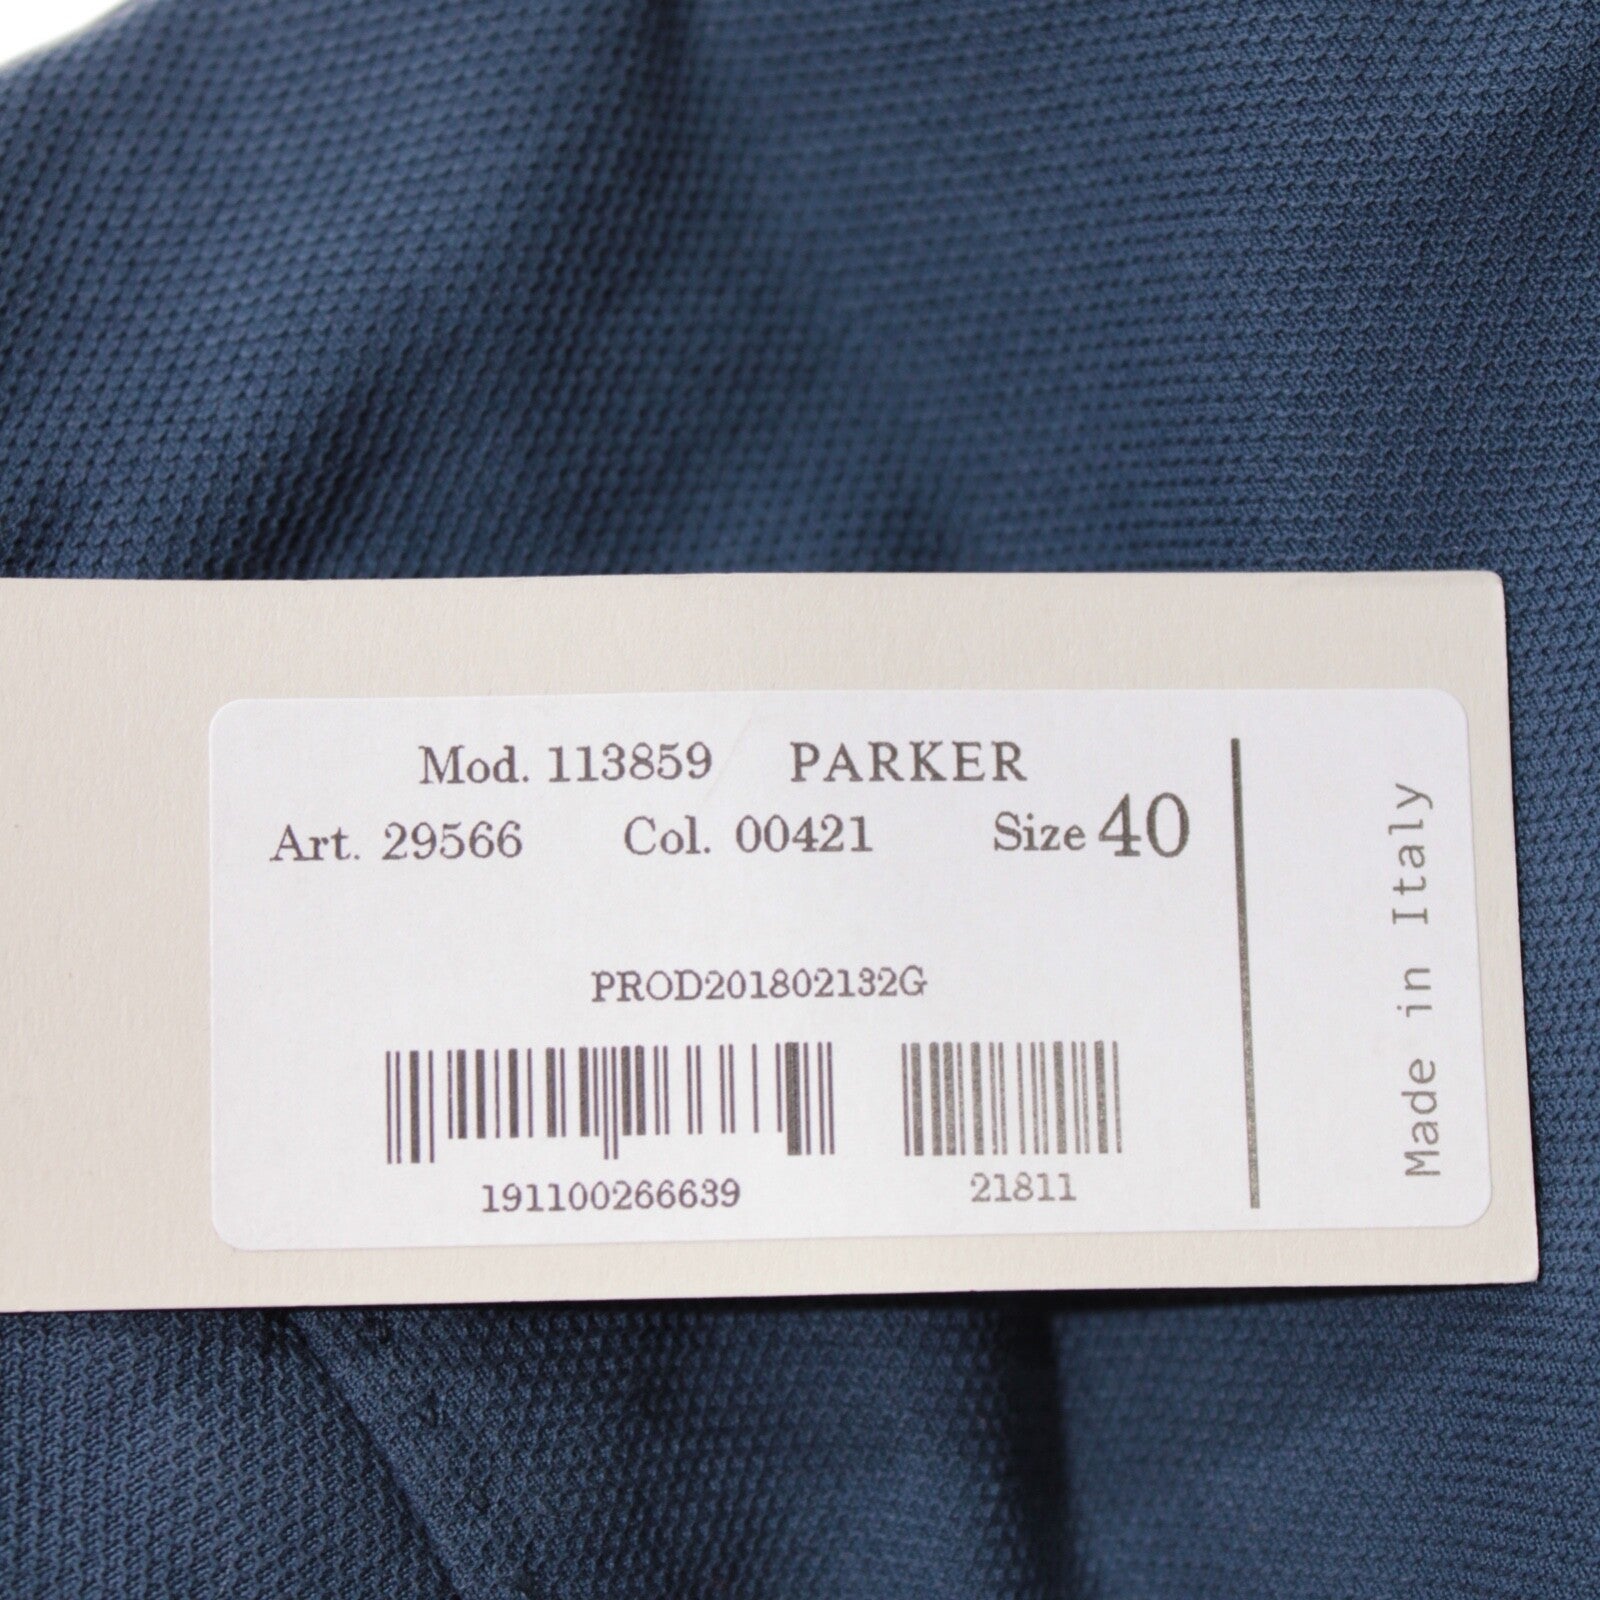 Mod. 113859 PARKER
Art. 29566 Col. 00421 Size 40
PROD201802132G
191100266639 21811
Made in Italy